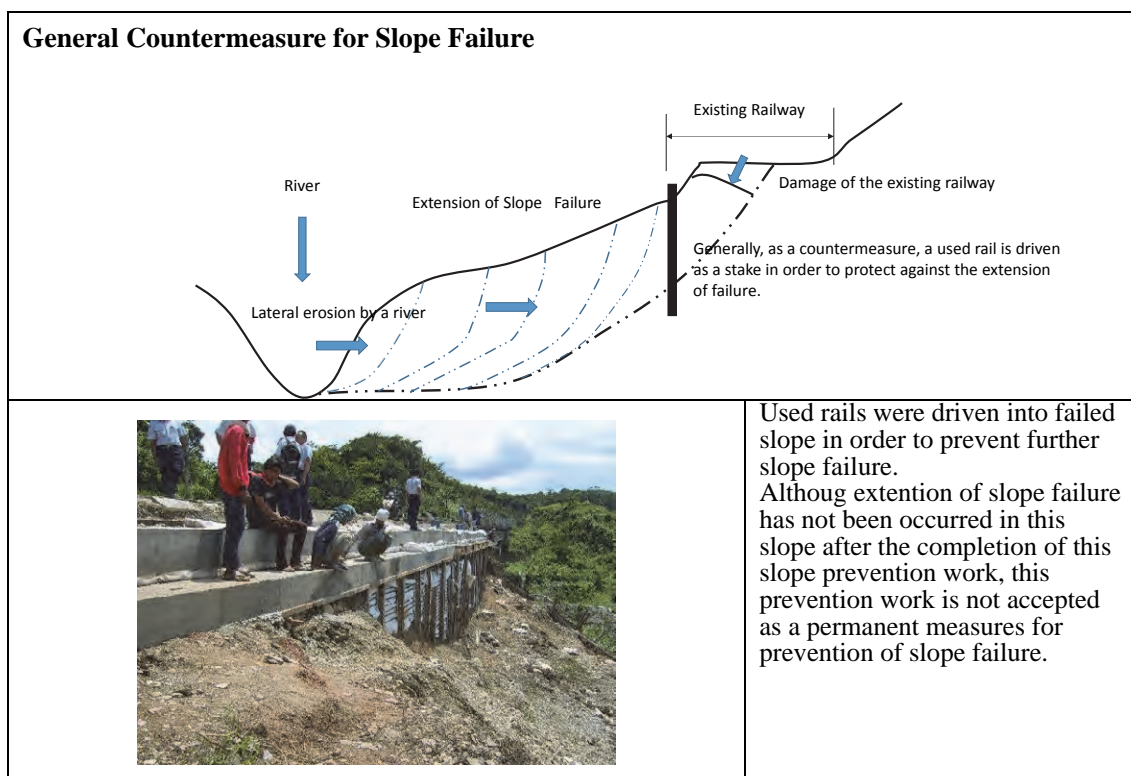 General Countermeasure for Slope Failure
Existing Railway
River
Extension of Slope Failure
Damage of the existing railway
Generally, as a countermeasure, a used rail is driven
as a stake in order to protect against the extension
of failure.
Lateral erosion by a river
Used rails were driven into failed
slope in order to prevent further
slope failure.
Althoug extention of slope failure
has not been occurred in this
slope after the completion of this
slope prevention work, this
prevention work is not accepted
as a permanent measures for
prevention of slope failure.